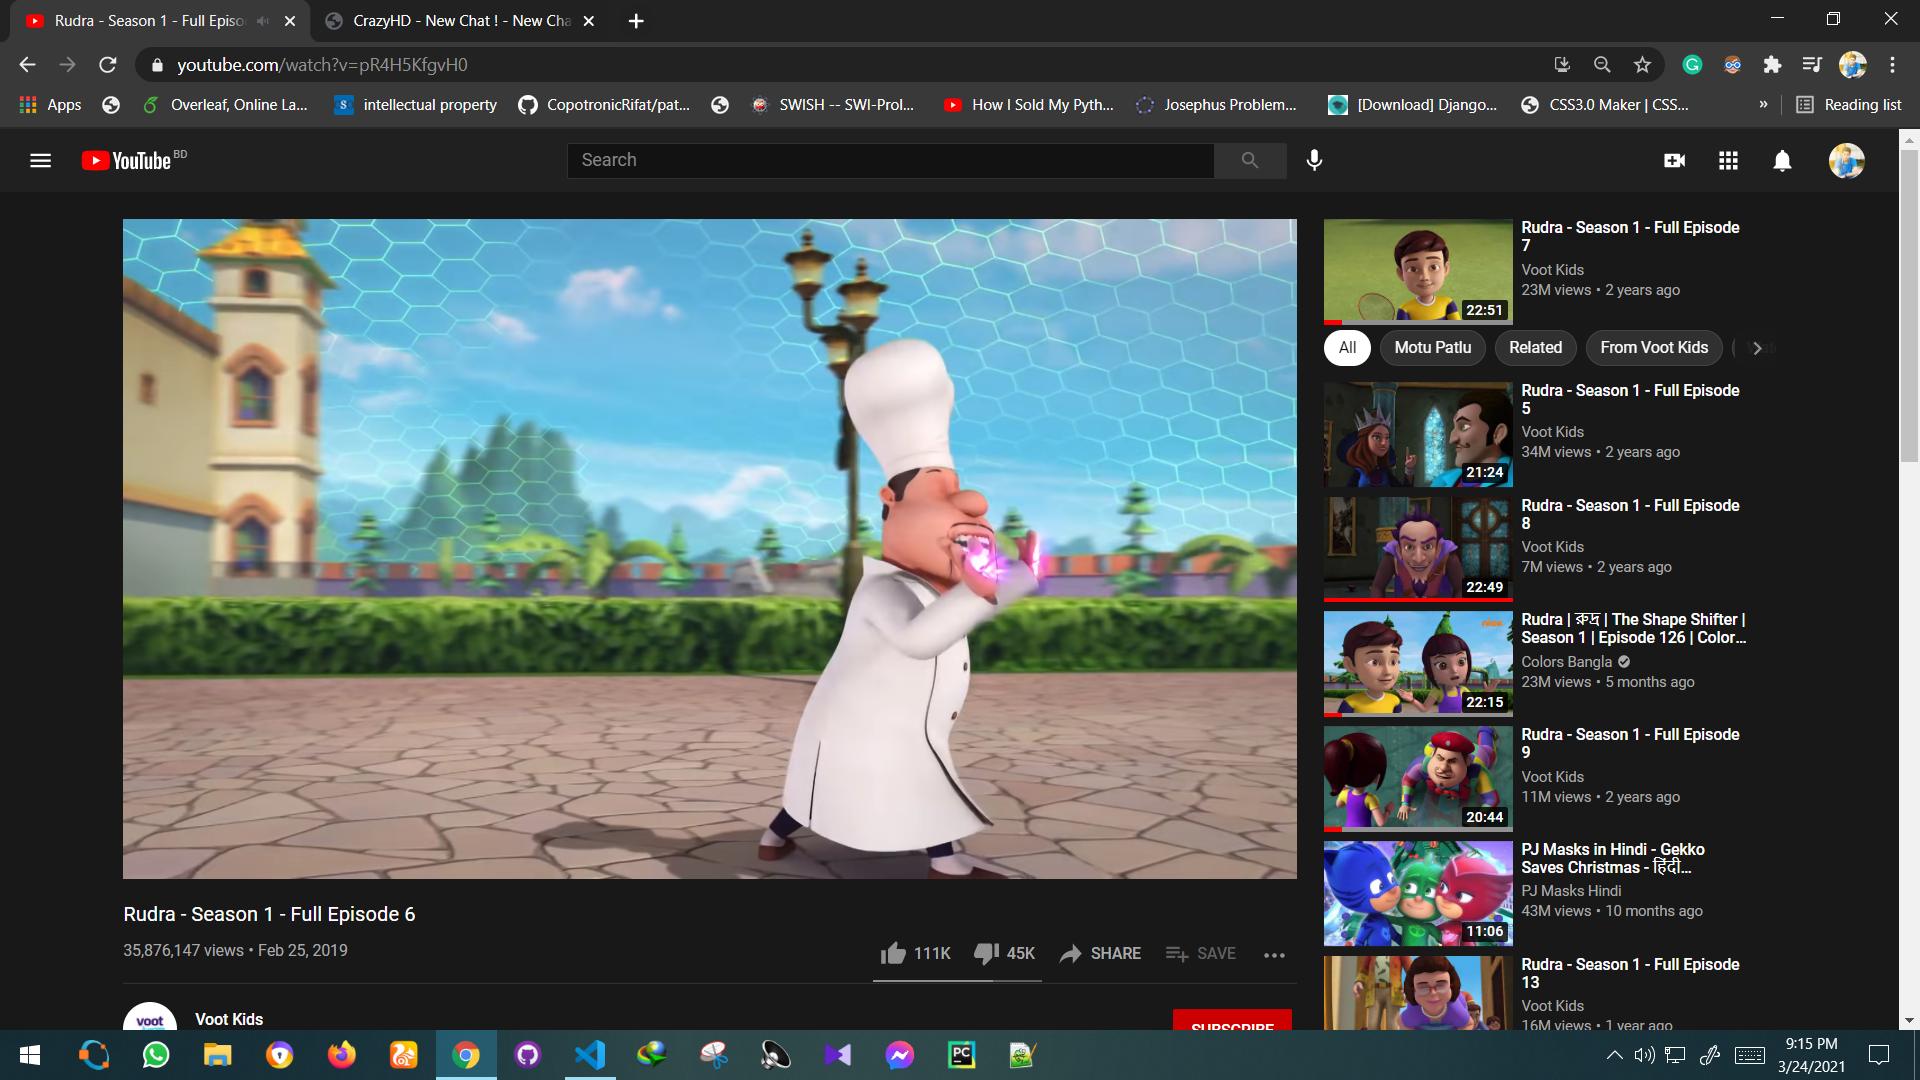 Rudra - Season 1 - Full Episo
CrazyHD - New Chat ! - New Cha
youtube.com/watch?v=pR4H5KfgvH0
Apps
Overleaf, Online La...
intellectual property
CopotronicRifat/pat...
SWISH -- SWI-Prol...
How I Sold My Pyth...
Josephus Problem...
[Download] Django...
CSS3.0 Maker | CSS...
»
Reading list
YouTube BD
Search
Rudra - Season 1 - Full Episode
7
Voot Kids
23M views • 2 years ago
22:51
All
Motu Patlu
Related
From Voot Kids
Rudra - Season 1 - Full Episode
5
Voot Kids
34M views • 2 years ago
21:24
Rudra - Season 1 - Full Episode
8
Voot Kids
7M views • 2 years ago
22:49
Rudra | রুদ্র | The Shape Shifter |
Season 1 | Episode 126 | Color...
Colors Bangla
23M views • 5 months ago
22:15
Rudra - Season 1 - Full Episode
9
Voot Kids
11M views • 2 years ago
20:44
PJ Masks in Hindi - Gekko
Saves Christmas - हिंदी...
PJ Masks Hindi
43M views • 10 months ago
11:06
Rudra - Season 1 - Full Episode
13
Voot Kids
16M views • 1 year ago
Rudra - Season 1 - Full Episode 6
35,876,147 views • Feb 25, 2019
111K
45K
SHARE
SAVE
voot
Voot Kids
SUBSCRIBE
PC
9:15 PM
3/24/2021